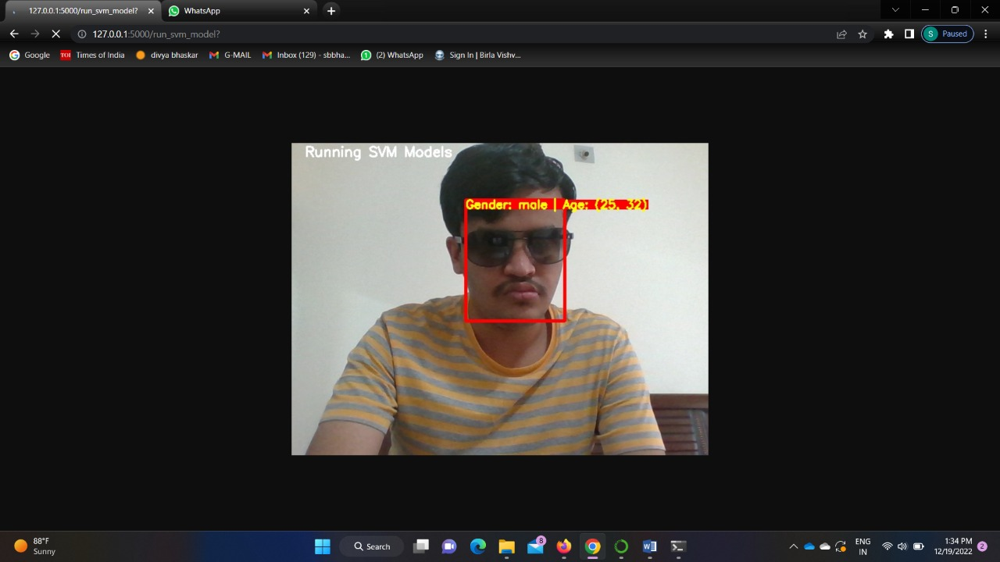 127.0.0.1:5000/run_svm_model?
WhatsApp
127.0.0.1:5000/run_svm_model?
S Paused
Google
TOI Times of India
divya bhaskar
G-MAIL
Inbox (129) - sbbha...
1 (2) WhatsApp
Sign In | Birla Vishv...
Running SVM Models
Gender: male | Age: (25, 32)
88°F
Sunny
Search
8
ENG
IN
1:34 PM
12/19/2022
2